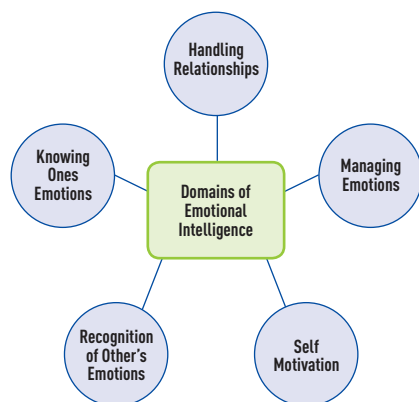 Handling
Relationships
Knowing
Ones
Emotions
Managing
Emotions
Domains of
Emotional
Intelligence
Recognition
of Other's
Emotions
Self
Motivation